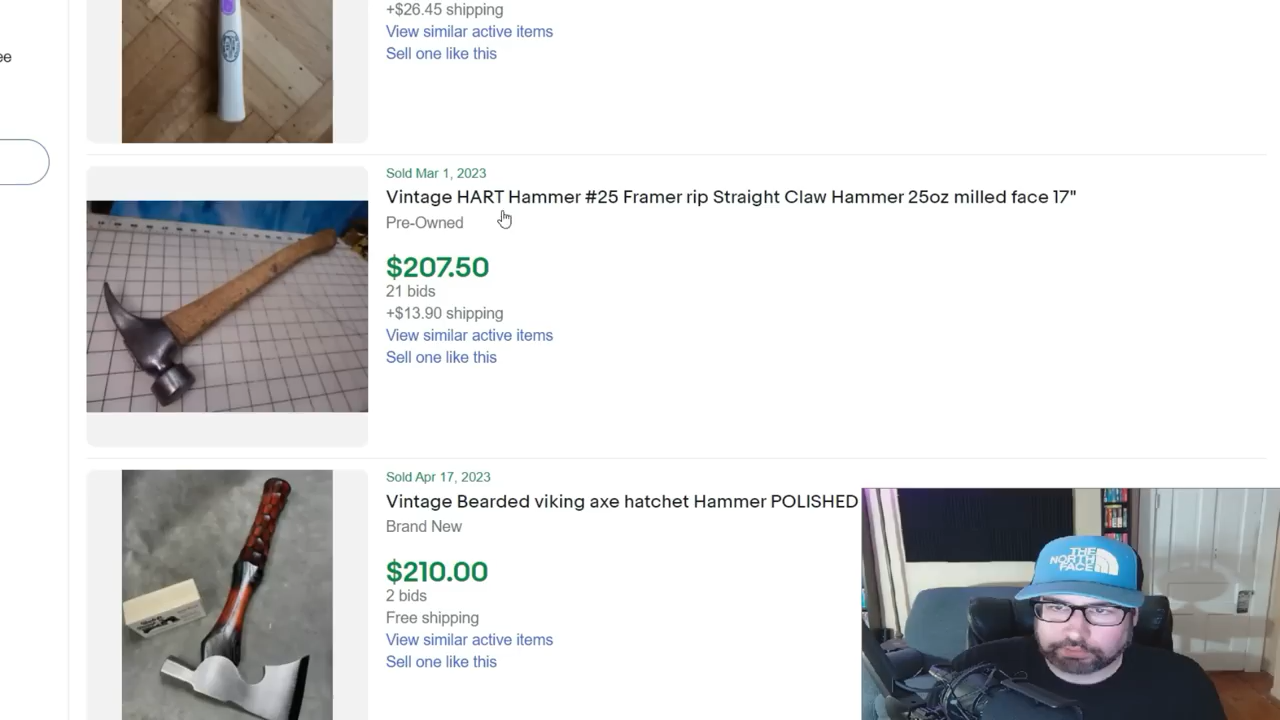 +$26.45 shipping
View similar active items
Sell one like this
ee
Sold Mar 1, 2023
Vintage HART Hammer #25 Framer rip Straight Claw Hammer 25oz milled face 17"
Pre-Owned
$207.50
21 bids
+$13.90 shipping
View similar active items
Sell one like this
Sold Apr 17, 2023
Vintage Bearded viking axe hatchet Hammer POLISHED
Brand New
$210.00
2 bids
Free shipping
View similar active items
Sell one like this
THE
NORTH
FACE